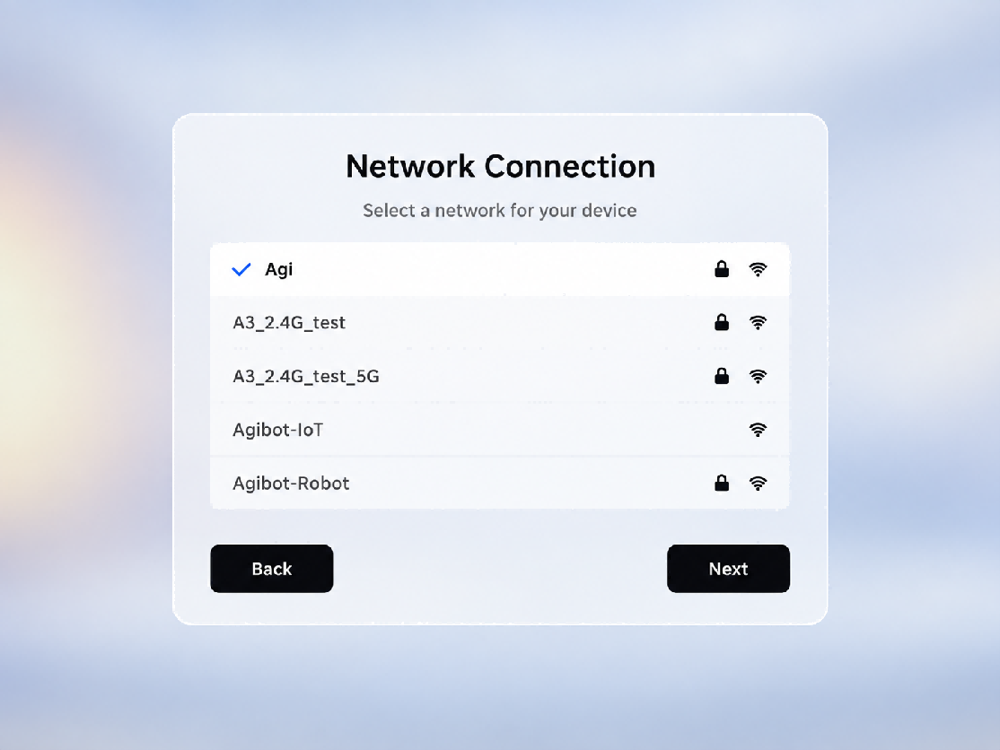 Network Connection
Select a network for your device
Agi
A3_2.4G_test
A3_2.4G_test_5G
Agibot-IoT
Agibot-Robot
Back
Next